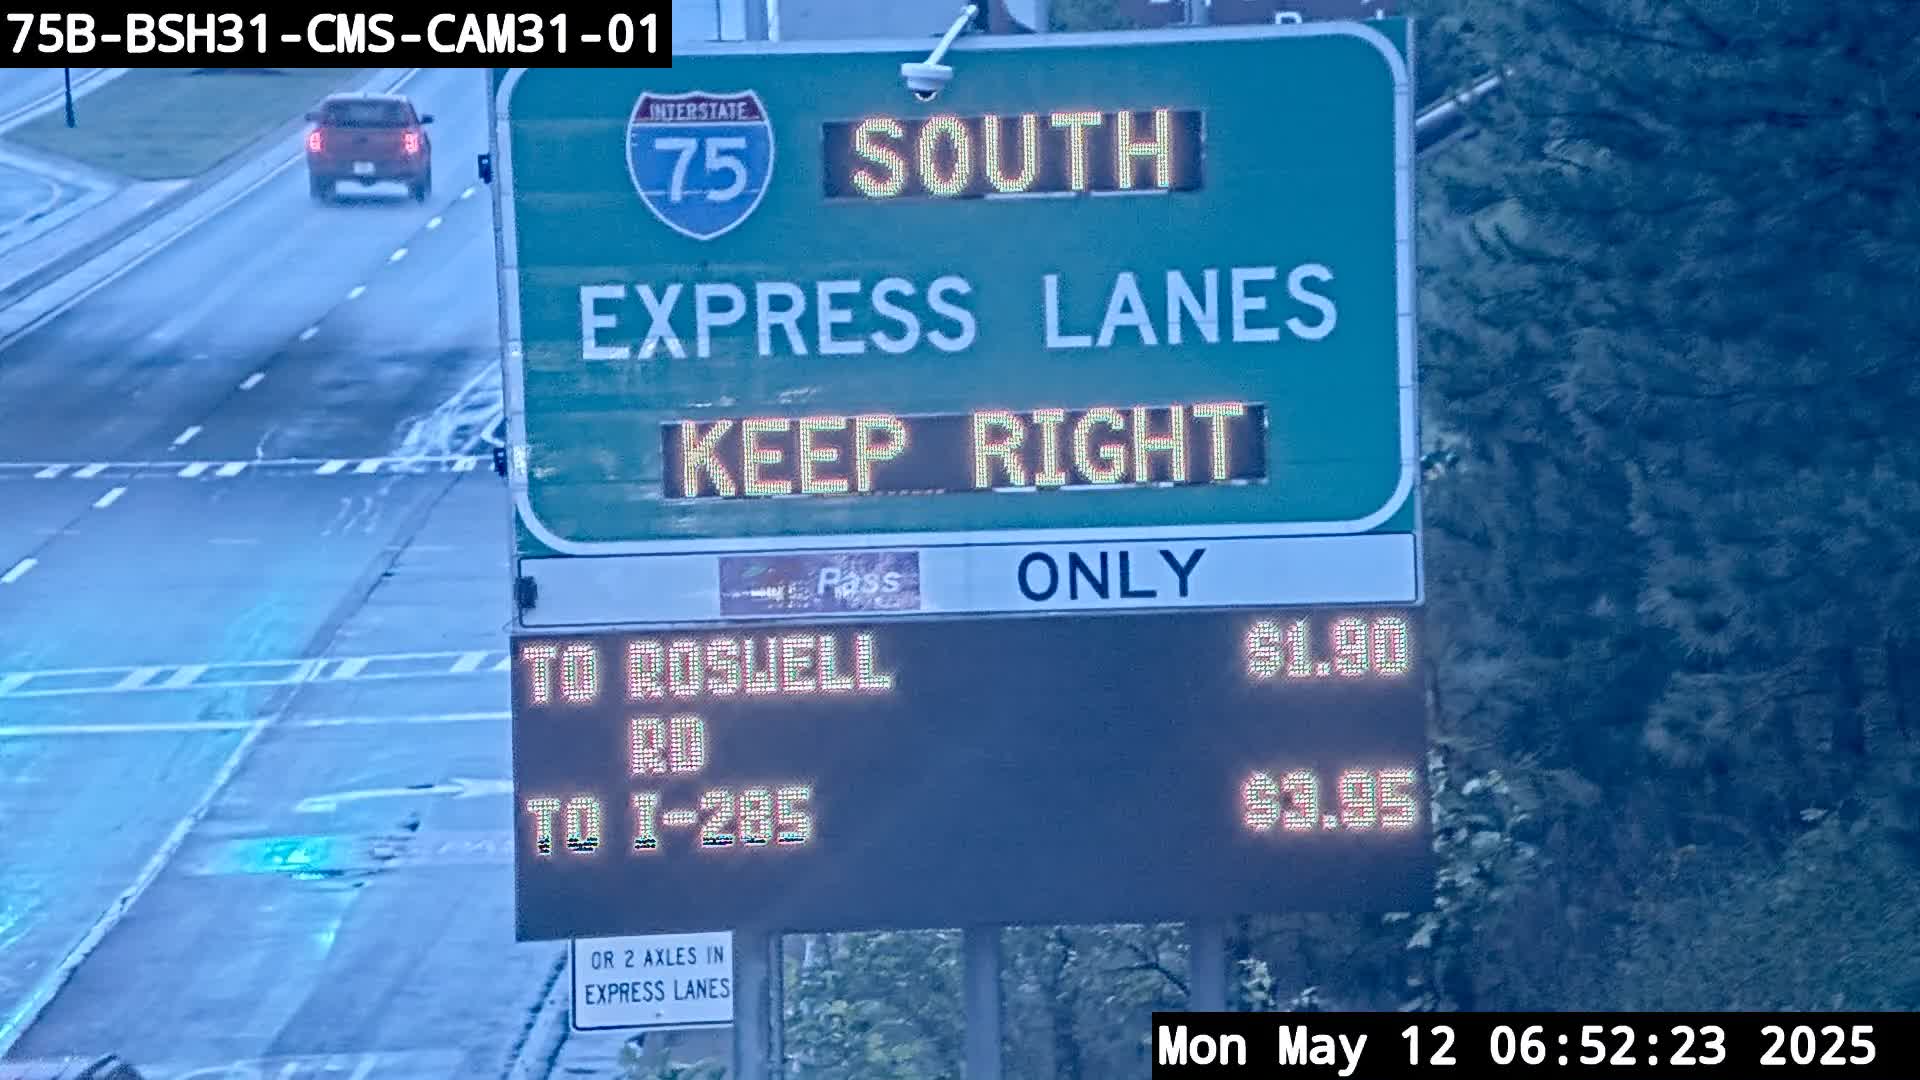 75B-BSH31-CMS-CAM31-01
INTERSTATE
75
SOUTH
EXPRESS LANES
KEEP RIGHT
Pass ONLY
TO ROSWELL $1.90
RD
TO I-285 $3.95
OR 2 AXLES IN
EXPRESS LANES
Mon May 12 06:52:23 2025